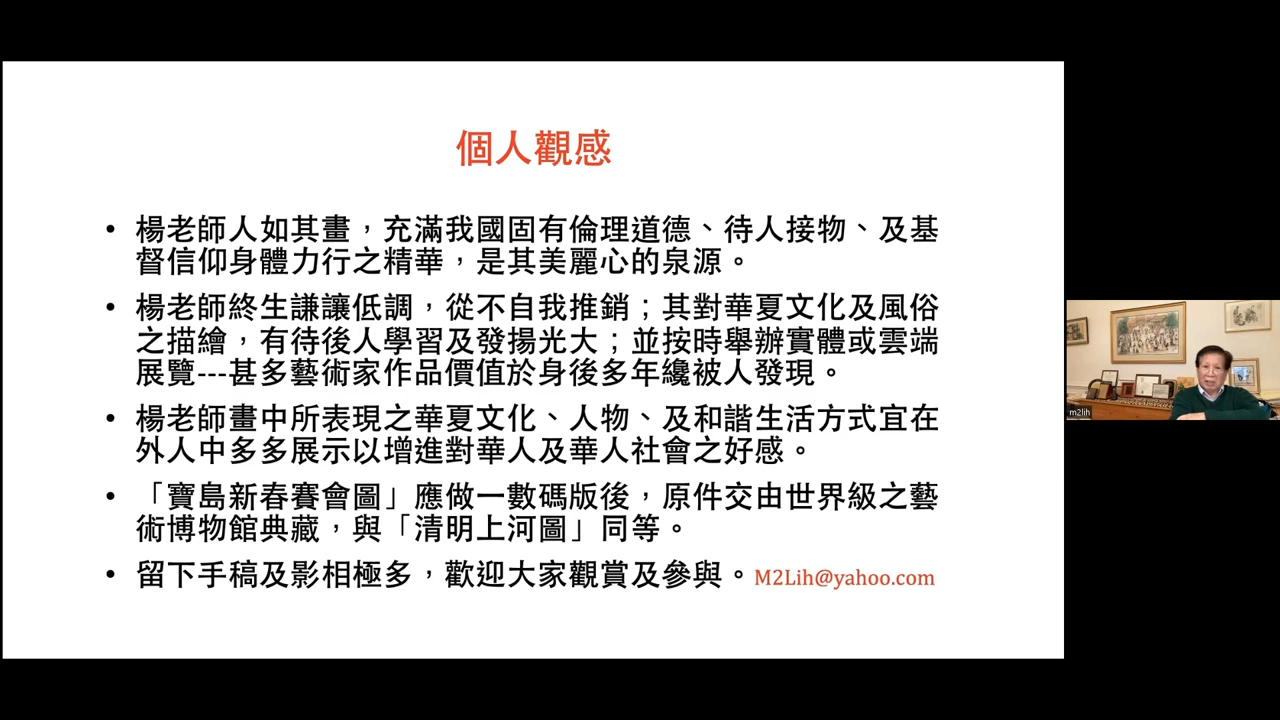 個人觀感
• 楊老師人如其畫，充滿我國固有倫理道德、待人接物、及基
督信仰身體力行之精華，是其美麗心的泉源。
• 楊老師終生謙讓低調，從不自我推銷；其對華夏文化及風俗
之描繪，有待後人學習及發揚光大；並按時舉辦實體或雲端
展覽---甚多藝術家作品價值於身後多年纔被人發現。
• 楊老師畫中所表現之華夏文化、人物、及和諧生活方式宜在
外人中多多展示以增進對華人及華人社會之好感。
• 「寶島新春賽會圖」應做一數碼版後，原件交由世界級之藝
術博物館典藏，與「清明上河圖」同等。
• 留下手稿及影相極多，歡迎大家觀賞及參與。M2Lih@yahoo.com
m2lih